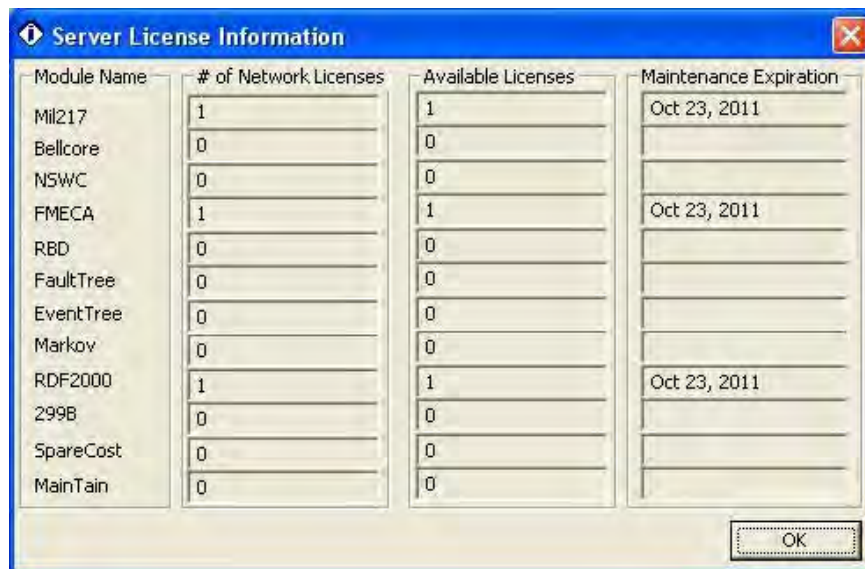 Server License Information
Module Name # of Network Licenses Available Licenses Maintenance Expiration
Mil217 1 1 Oct 23, 2011
Bellcore 0 0
NSWC 0 0
FMECA 1 1 Oct 23, 2011
RBD 0 0
FaultTree 0 0
EventTree 0 0
Markov 0 0
RDF2000 1 1 Oct 23, 2011
299B 0 0
SpareCost 0 0
MainTain 0 0
OK